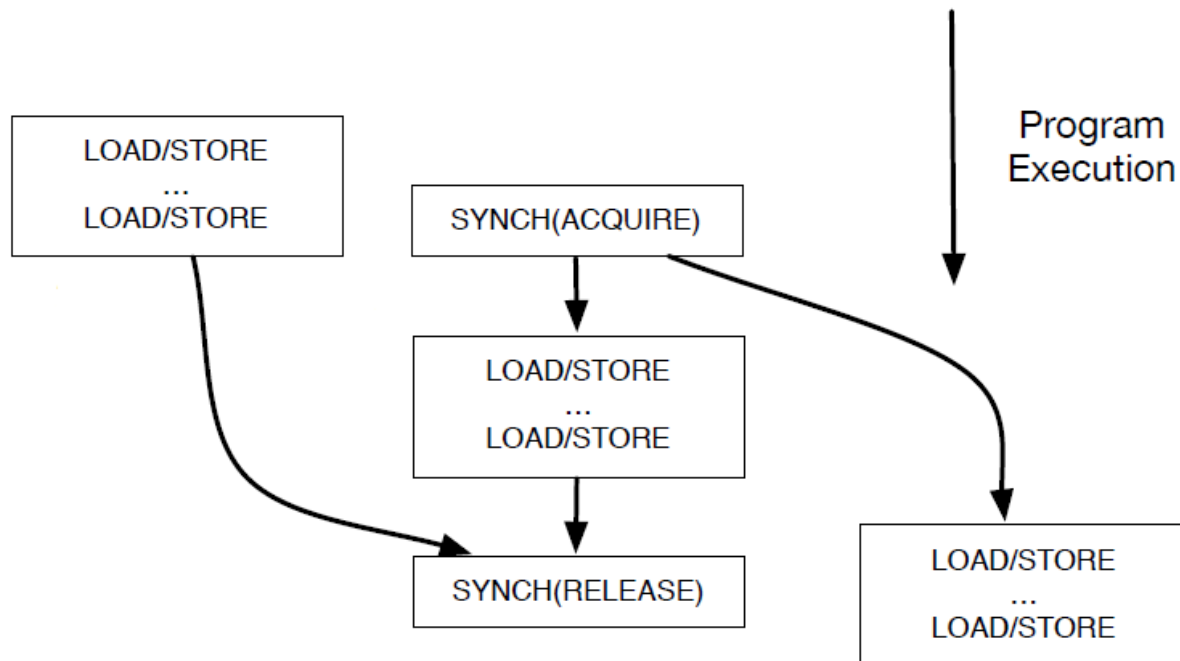 LOAD/STORE
...
LOAD/STORE
SYNCH(ACQUIRE)
Program
Execution
LOAD/STORE
...
LOAD/STORE
SYNCH(RELEASE)
LOAD/STORE
...
LOAD/STORE